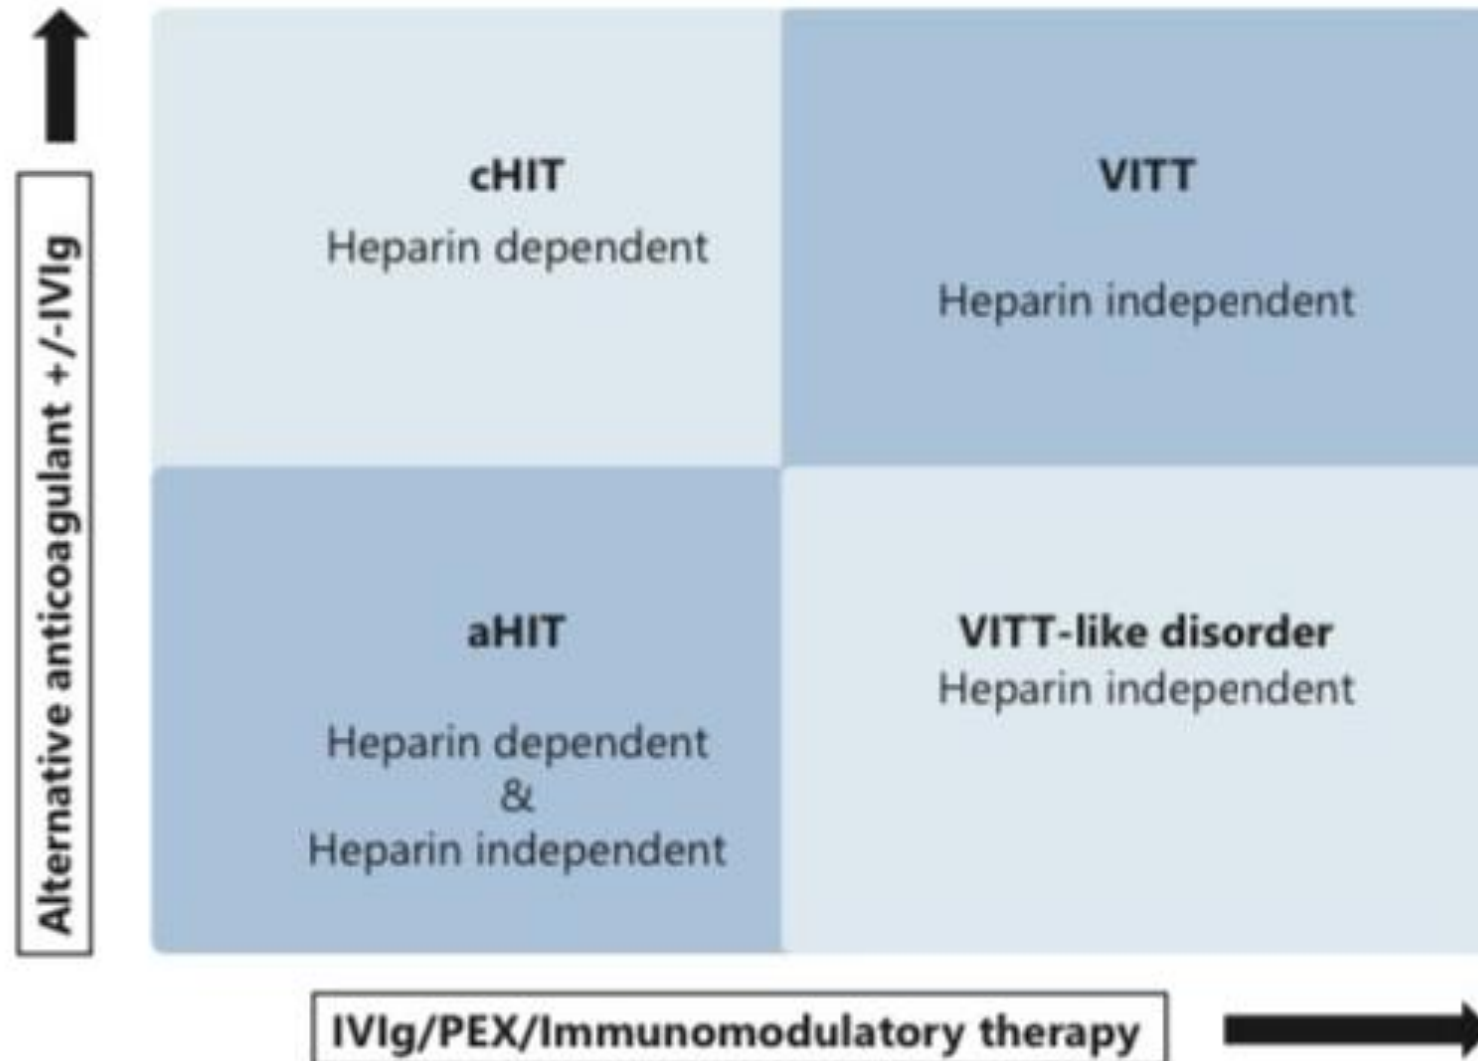 Alternative anticoagulant +/-IVIg
cHIT
Heparin dependent
VITT
Heparin independent
aHIT
Heparin dependent
&
Heparin independent
VITT-like disorder
Heparin independent
IVIg/PEX/Immunomodulatory therapy